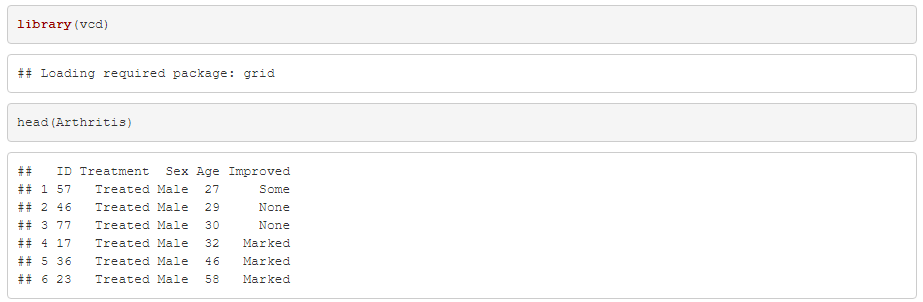 library(vcd)
## Loading required package: grid
head(Arthritis)
##   ID Treatment  Sex Age Improved
## 1 57   Treated Male  27     Some
## 2 46   Treated Male  29     None
## 3 77   Treated Male  30     None
## 4 17   Treated Male  32   Marked
## 5 36   Treated Male  46   Marked
## 6 23   Treated Male  58   Marked